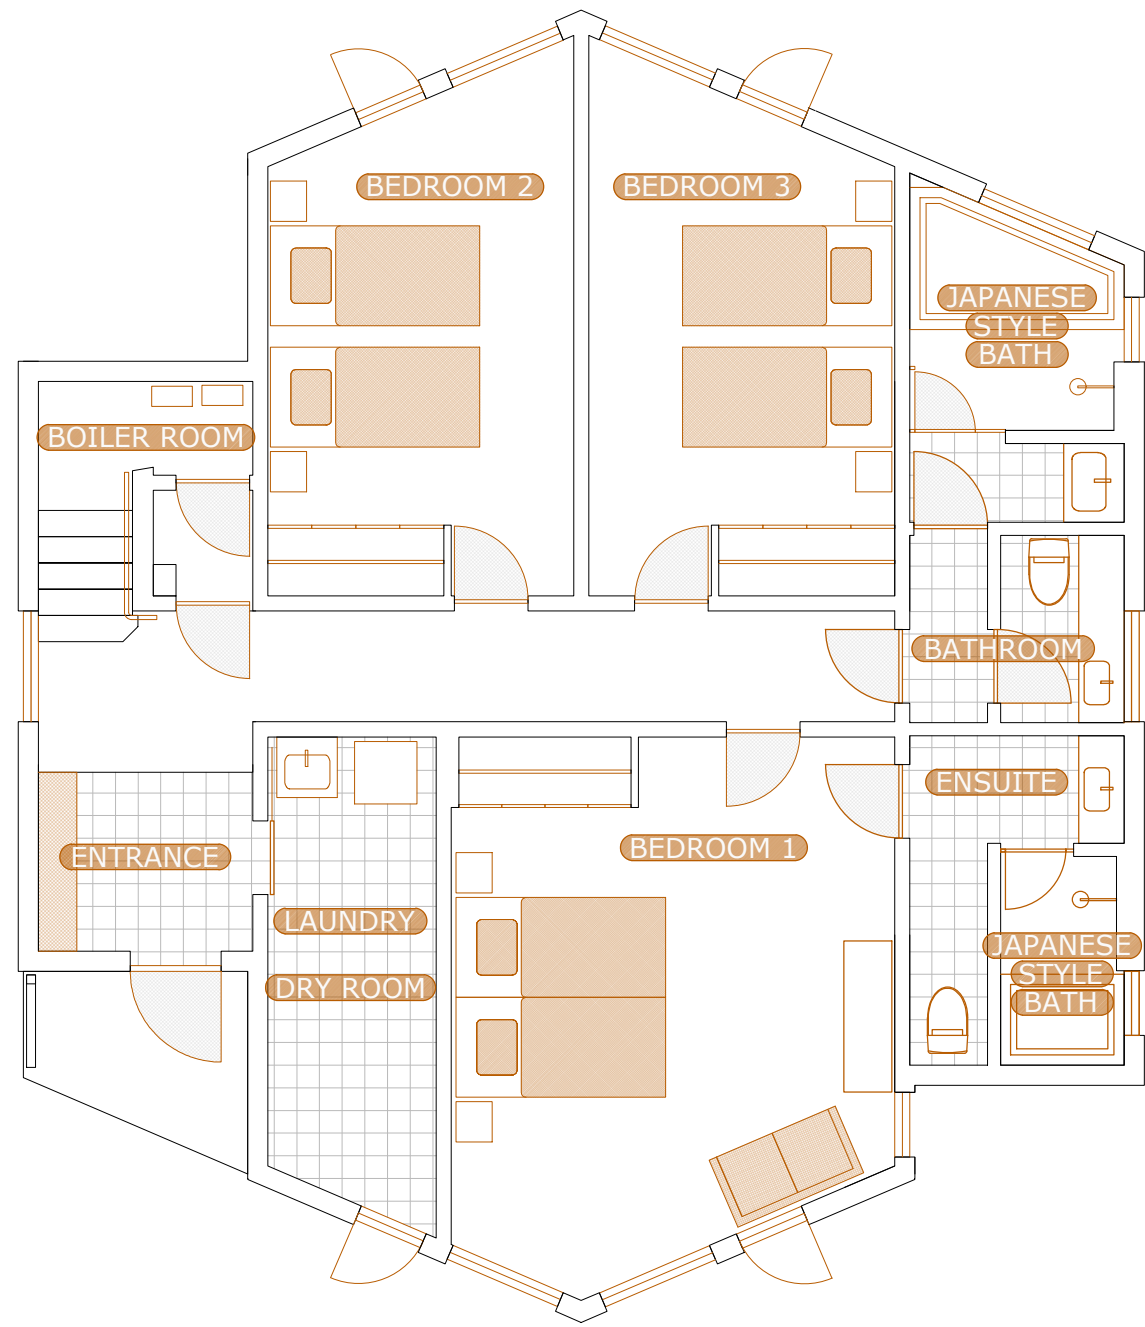 BEDROOM 2
BEDROOM 3
JAPANESE
STYLE
BATH
BOILER ROOM
BATHROOM
ENSUITE
BEDROOM 1
ENTRANCE
LAUNDRY
DRY ROOM
JAPANESE
STYLE
BATH